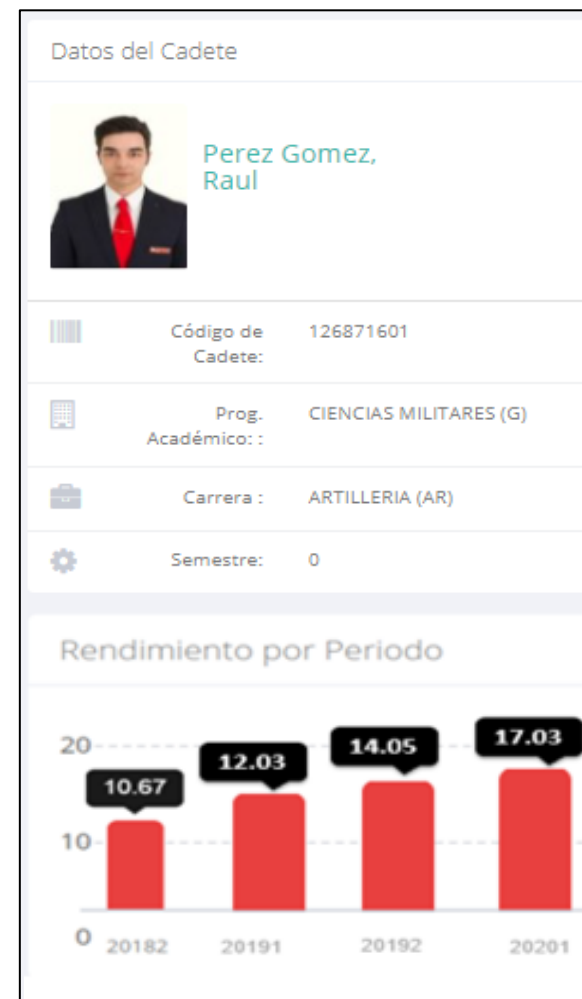 Datos del Cadete
Perez Gomez,
Raul
Código de
Cadete:
126871601
Prog.
Académico: :
CIENCIAS MILITARES (G)
Carrera :
ARTILLERIA (AR)
Semestre:
0
Rendimiento por Periodo
20
10
0
10.67
12.03
14.05
17.03
20182
20191
20192
20201